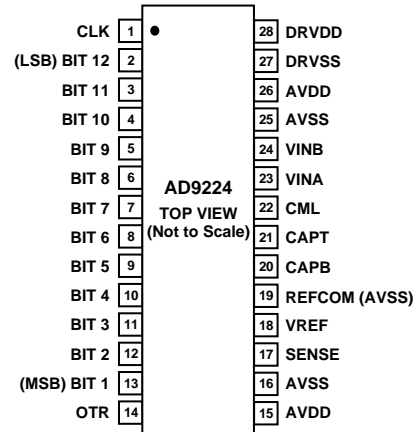 CLK 1 28 DRVDD
(LSB) BIT 12 2 27 DRVSS
BIT 11 3 26 AVDD
BIT 10 4 25 AVSS
BIT 9 5 24 VINB
BIT 8 6 23 VINA
BIT 7 7 22 CML
BIT 6 8 21 CAPT
BIT 5 9 20 CAPB
BIT 4 10 19 REFCOM (AVSS)
BIT 3 11 18 VREF
BIT 2 12 17 SENSE
(MSB) BIT 1 13 16 AVSS
OTR 14 15 AVDD
AD9224
TOP VIEW
(Not to Scale)